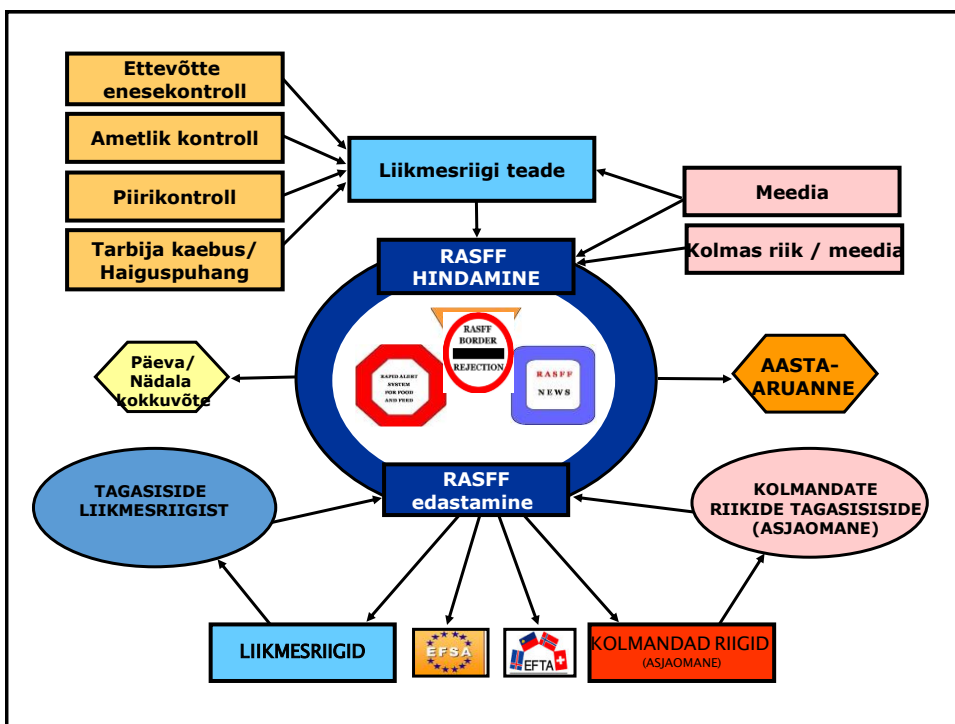 Ettevõtte
enesekontroll
Ametlik kontroll
Piirikontroll
Tarbija kaebus/
Haiguspuhang
Liikmesriigi teade
Meedia
Kolmas riik / meedia
RASFF
HINDAMINE
RASFF
BORDER
REJECTION
RAPID ALERT
SYSTEM
FOR FOOD
AND FEED
RASFF
NEWS
Päeva/
Nädala
kokkuvõte
AASTA-
ARUANNE
RASFF
edastamine
TAGASISIDE
LIIKMESRIIGIST
KOLMANDATE
RIIKIDE TAGASISISIDE
(ASJAOMANE)
LIIKMESRIIGID
EFSA
EFTA
KOLMANDAD RIIGID
(ASJAOMANE)